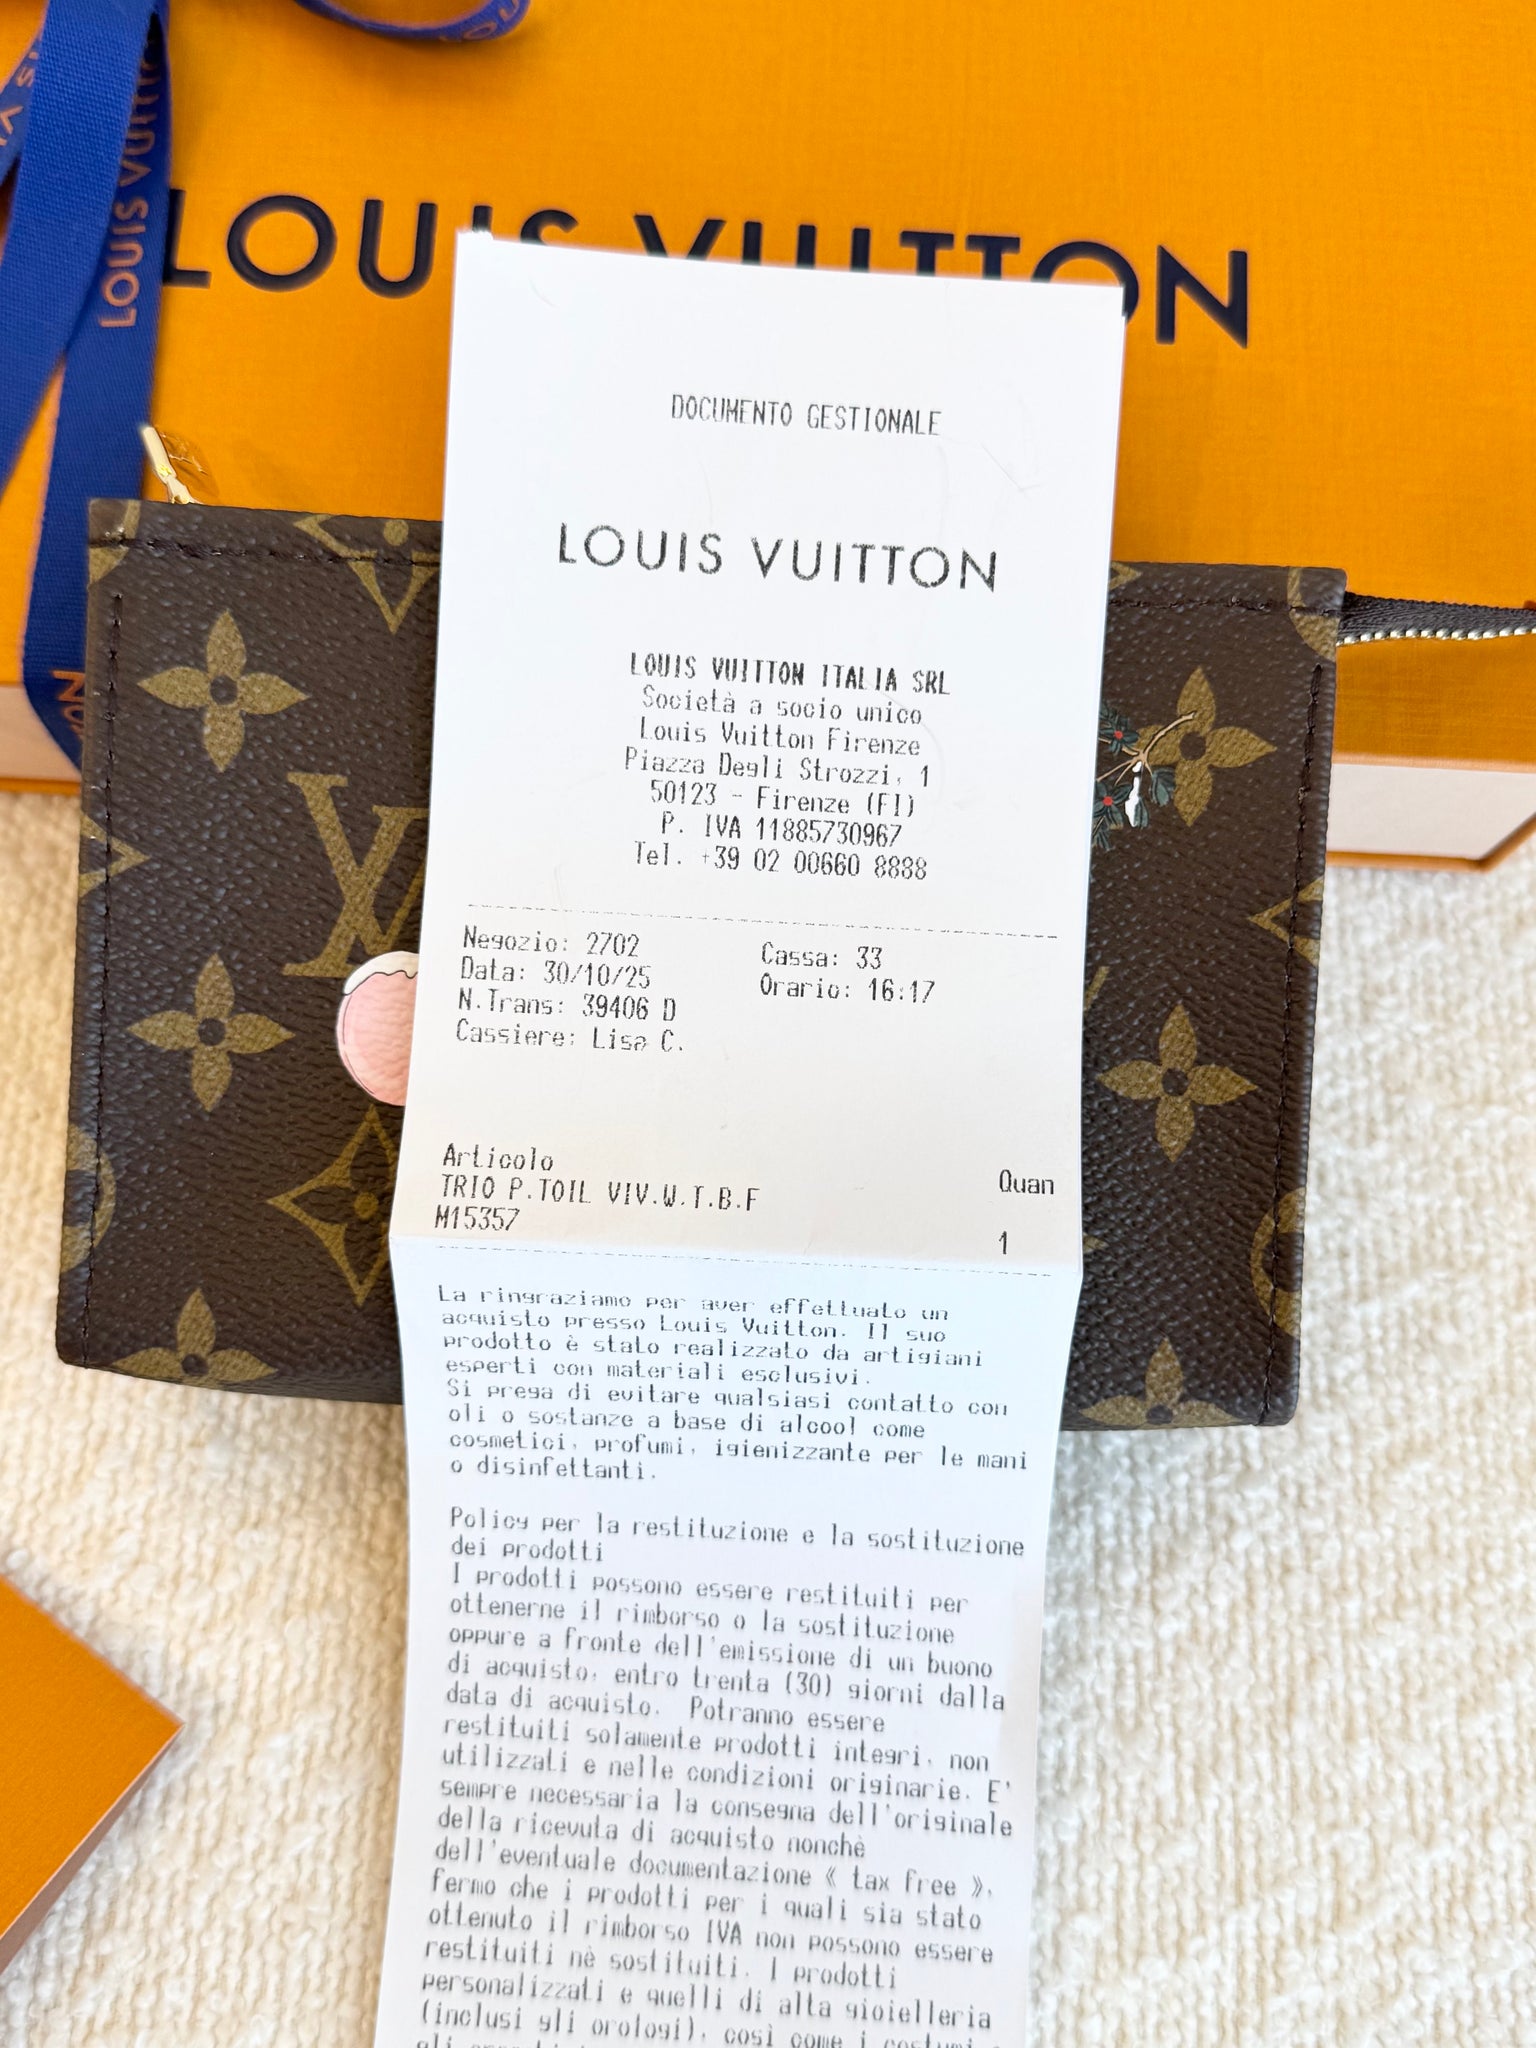 LOUIS VUITTON
LOUIS VUITTON
DOCUMENTO GESTIONALE
LOUIS VUITTON
LOUIS VUITTON ITALIA SRL
Società a socio unico
Louis Vuitton Firenze
Piazza Degli Strozzi, 1
50123 - Firenze (FI)
P. IVA 11885730967
Tel. +39 02 00660 8888
Negozio: 2702 Cassa: 33
Data: 30/10/25 Orario: 16:17
N.Trans: 39406 D
Cassiere: Lisa C.
Articolo Quan
TRIO P.TOIL VIV.W.T.B.F
M15357 1
La ringraziamo per aver effettuato un
acquisto presso Louis Vuitton. Il suo
prodotto è stato realizzato da artigiani
esperti con materiali esclusivi.
Si prega di evitare qualsiasi contatto con
oli o sostanze a base di alcool come
cosmetici, profumi, igienizzante per le mani
o disinfettanti.
Policy per la restituzione e la sostituzione
dei prodotti
I prodotti possono essere restituiti per
ottenerne il rimborso o la sostituzione
oppure a fronte dell'emissione di un buono
di acquisto, entro trenta (30) giorni dalla
data di acquisto. Potranno essere
restituiti solamente prodotti integri, non
utilizzati e nelle condizioni originarie. E'
sempre necessaria la consegna dell'originale
della ricevuta di acquisto nonchè
dell'eventuale documentazione « tax free »,
fermo che i prodotti per i quali sia stato
ottenuto il rimborso IVA non possono essere
restituiti nè sostituiti. I prodotti
personalizzati e quelli di alta gioielleria
(inclusi gli orologi), così come i costumi